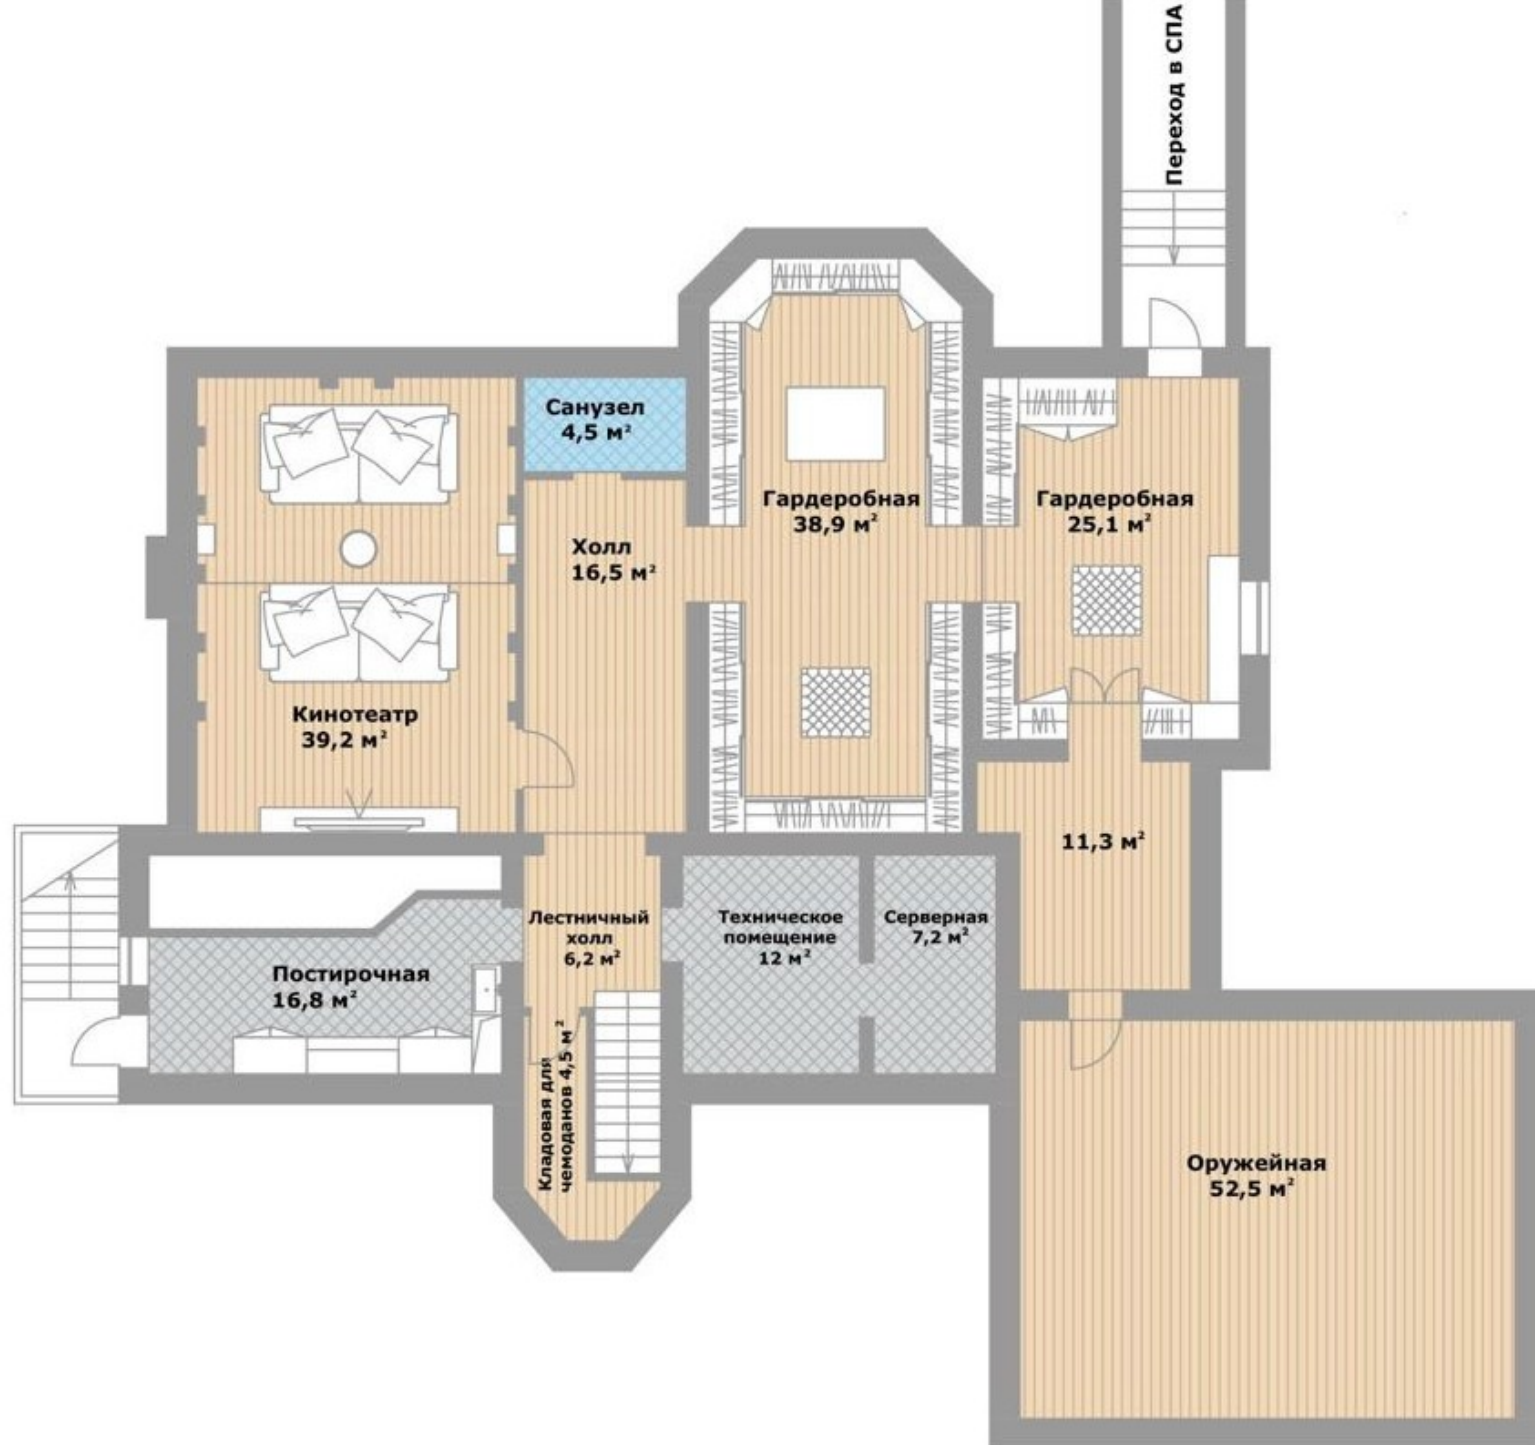 Переход в СПА
Санузел
4,5 м²
Гардеробная
38,9 м²
Гардеробная
25,1 м²
Холл
16,5 м²
Кинотеатр
39,2 м²
11,3 м²
Лестничный
холл
6,2 м²
Техническое
помещение
12 м²
Серверная
7,2 м²
Постирочная
16,8 м²
Кладовая для
чемоданов 4,5 м²
Оружейная
52,5 м²